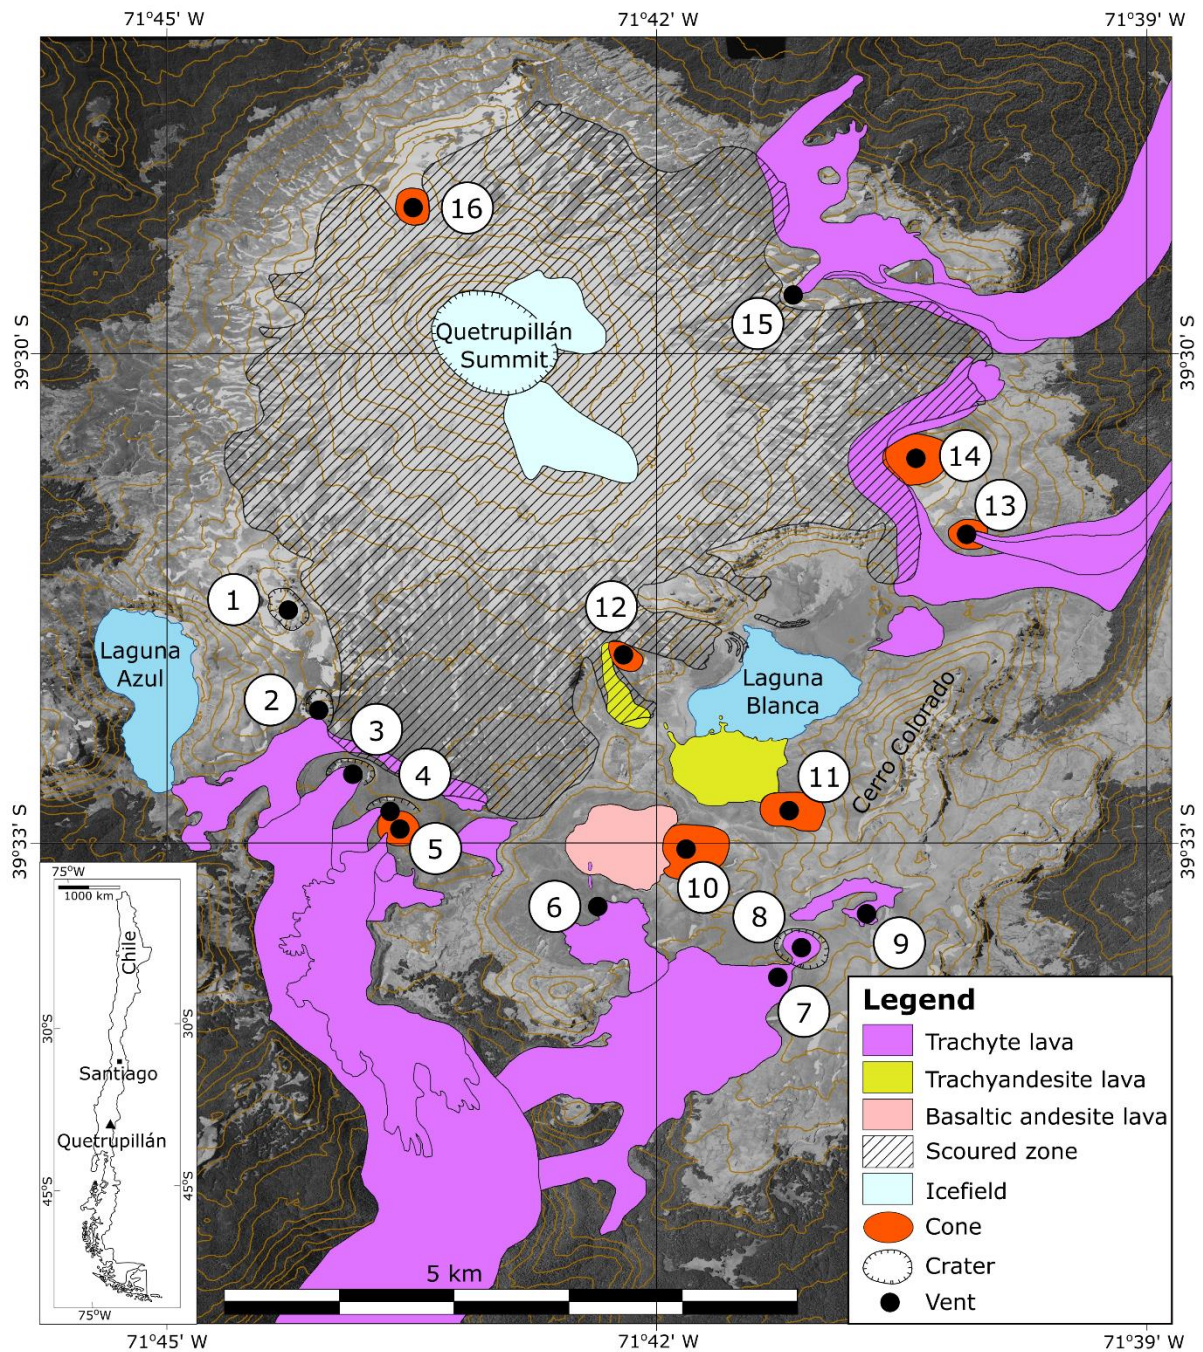 71°45' W
71°42' W
71°39' W
16
Quetrupillán
Summit
15
39°30' S
39°30' S
14
13
1
12
Laguna
Azul
Laguna
Blanca
2
3
Cerro Colorado
4
11
39°33' S
39°33' S
5
10
6
8
9
7
75°W
1000 km
Chile
30°S
30°S
Santiago
Quetrupillán
45°S
45°S
75°W
Legend
Trachyte lava
Trachyandesite lava
Basaltic andesite lava
Scoured zone
Icefield
Cone
Crater
Vent
5 km
71°45' W
71°42' W
71°39' W